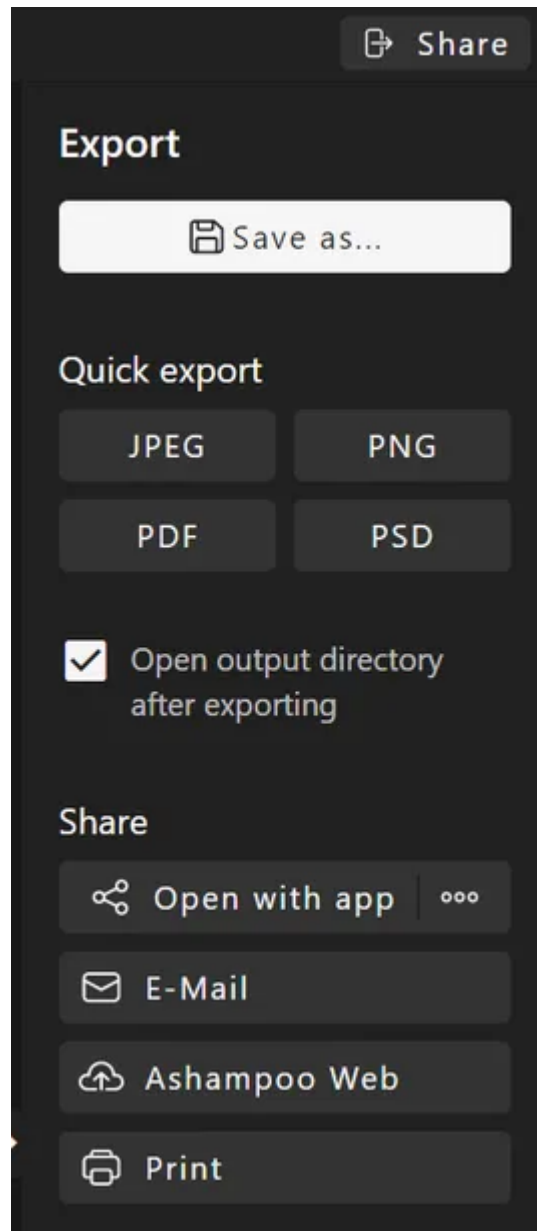 Share
Export
Save as...
Quick export
JPEG PNG
PDF PSD
Open output directory
after exporting
Share
Open with app
E-Mail
Ashampoo Web
Print